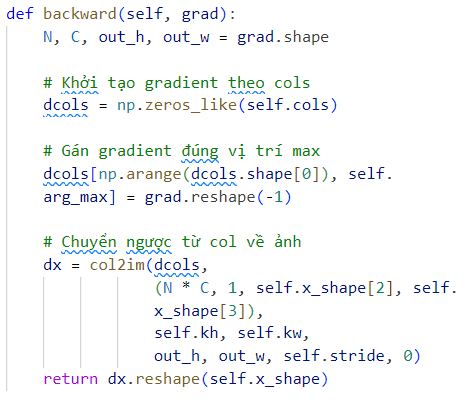 def backward(self, grad):
N, C, out_h, out_w = grad.shape
# Khởi tạo gradient theo cols
dcols = np.zeros_like(self.cols)
# Gán gradient đúng vị trí max
dcols[np.arange(dcols.shape[0]), self.
arg_max] = grad.reshape(-1)
# Chuyển ngược từ col về ảnh
dx = col2im(dcols,
(N * C, 1, self.x_shape[2], self.
x_shape[3]),
self.kh, self.kw,
out_h, out_w, self.stride, 0)
return dx.reshape(self.x_shape)